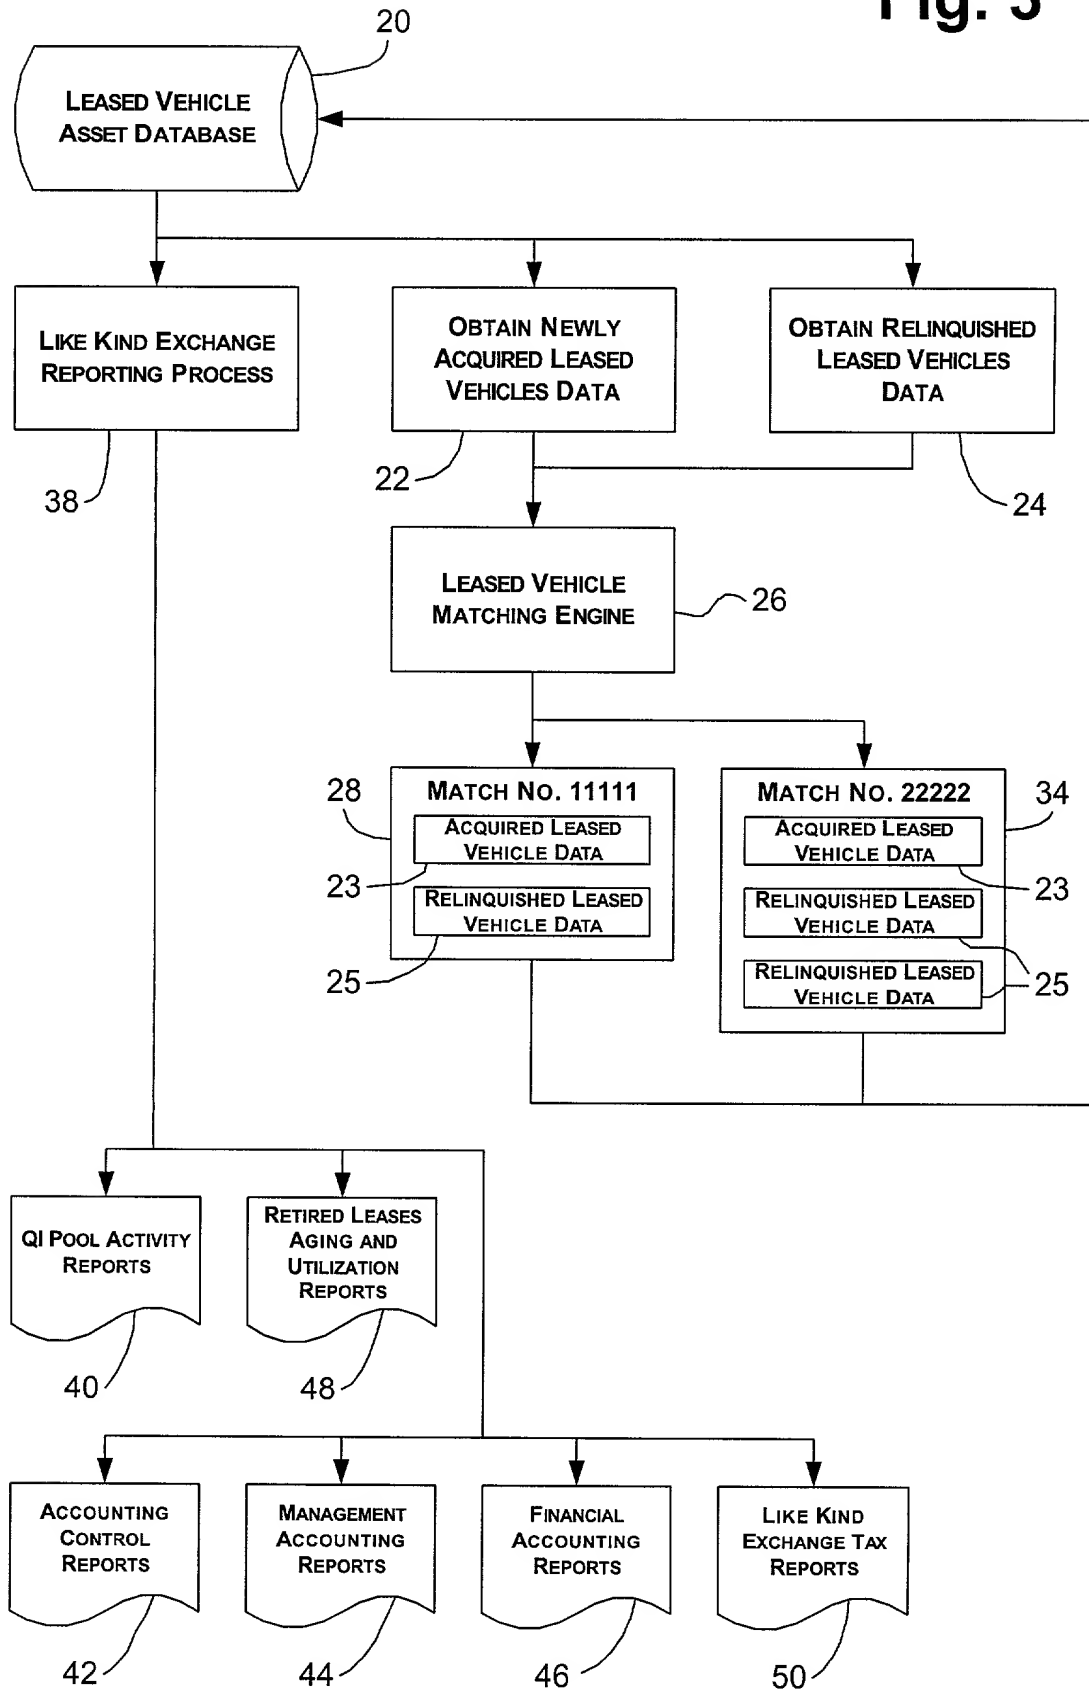 Fig. 3
20
LEASED VEHICLE
ASSET DATABASE
LIKE KIND EXCHANGE
REPORTING PROCESS
OBTAIN NEWLY
ACQUIRED LEASED
VEHICLES DATA
OBTAIN RELINQUISHED
LEASED VEHICLES
DATA
38
22
24
LEASED VEHICLE
MATCHING ENGINE
26
28
MATCH NO. 11111
ACQUIRED LEASED
VEHICLE DATA
23
RELINQUISHED LEASED
VEHICLE DATA
25
MATCH NO. 22222
34
ACQUIRED LEASED
VEHICLE DATA
23
RELINQUISHED LEASED
VEHICLE DATA
RELINQUISHED LEASED
VEHICLE DATA
25
QI POOL ACTIVITY
REPORTS
40
RETIRED LEASES
AGING AND
UTILIZATION
REPORTS
48
ACCOUNTING
CONTROL
REPORTS
42
MANAGEMENT
ACCOUNTING
REPORTS
44
FINANCIAL
ACCOUNTING
REPORTS
46
LIKE KIND
EXCHANGE TAX
REPORTS
50